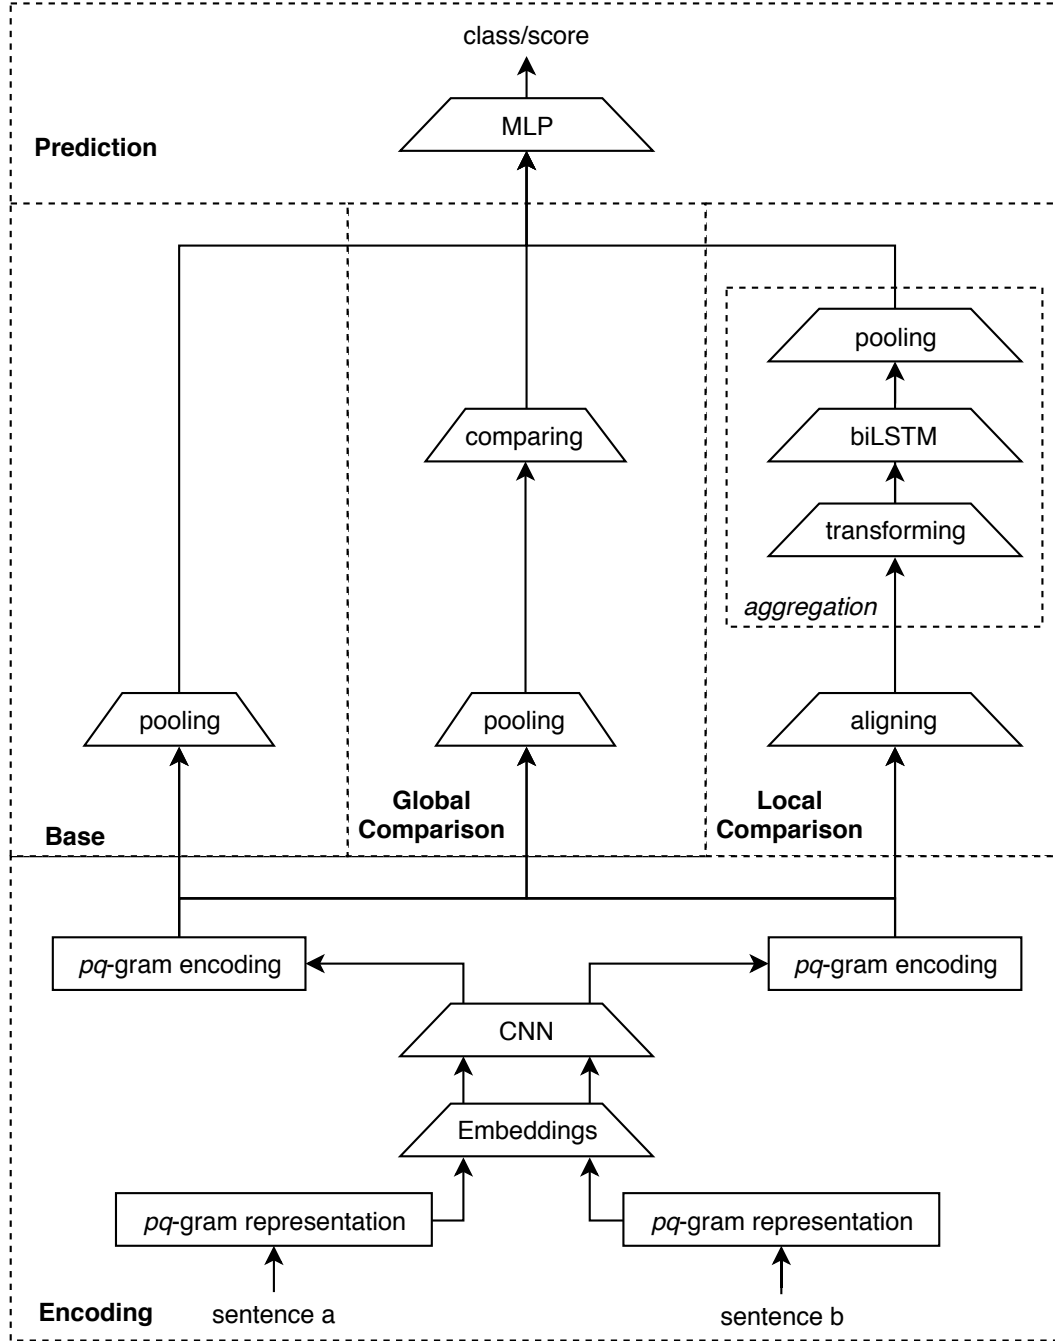 class/score
MLP
Prediction
pooling
biLSTM
comparing
transforming
aggregation
pooling
pooling
aligning
Base
Global
Comparison
Local
Comparison
pq-gram encoding
pq-gram encoding
CNN
Embeddings
pq-gram representation
pq-gram representation
Encoding
sentence a
sentence b